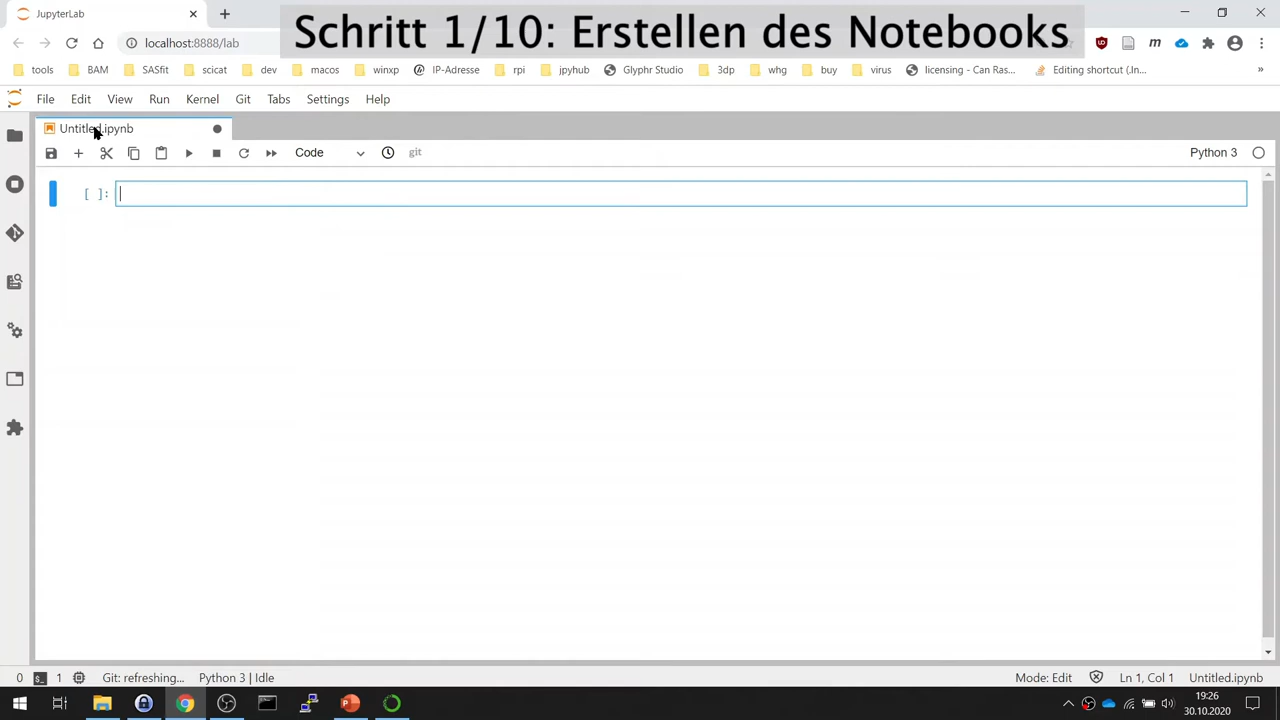 JupyterLab
Schritt 1/10: Erstellen des Notebooks
localhost:8888/lab
tools BAM SASfit scicat dev macos winxp IP-Adresse rpi jpyhub Glyphr Studio 3dp whg buy virus licensing - Can Ras... Editing shortcut (.In... »
File Edit View Run Kernel Git Tabs Settings Help
Untitled.ipynb
Code git Python 3
[ ]:
0 1 Git: refreshing... Python 3 | Idle Mode: Edit Ln 1, Col 1 Untitled.ipynb
19:26
30.10.2020